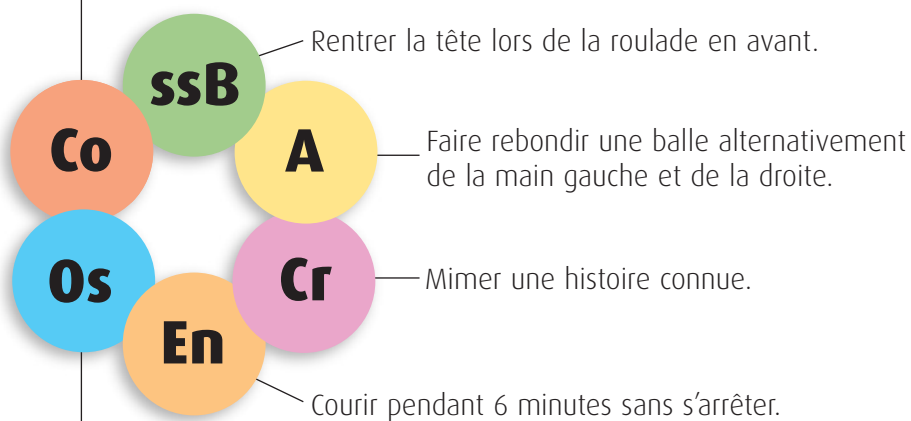 ssB
Rentrer la tête lors de la roulade en avant.
Co
A
Faire rebondir une balle alternativement
de la main gauche et de la droite.
Os
Cr
Mimer une histoire connue.
En
Courir pendant 6 minutes sans s’arrêter.